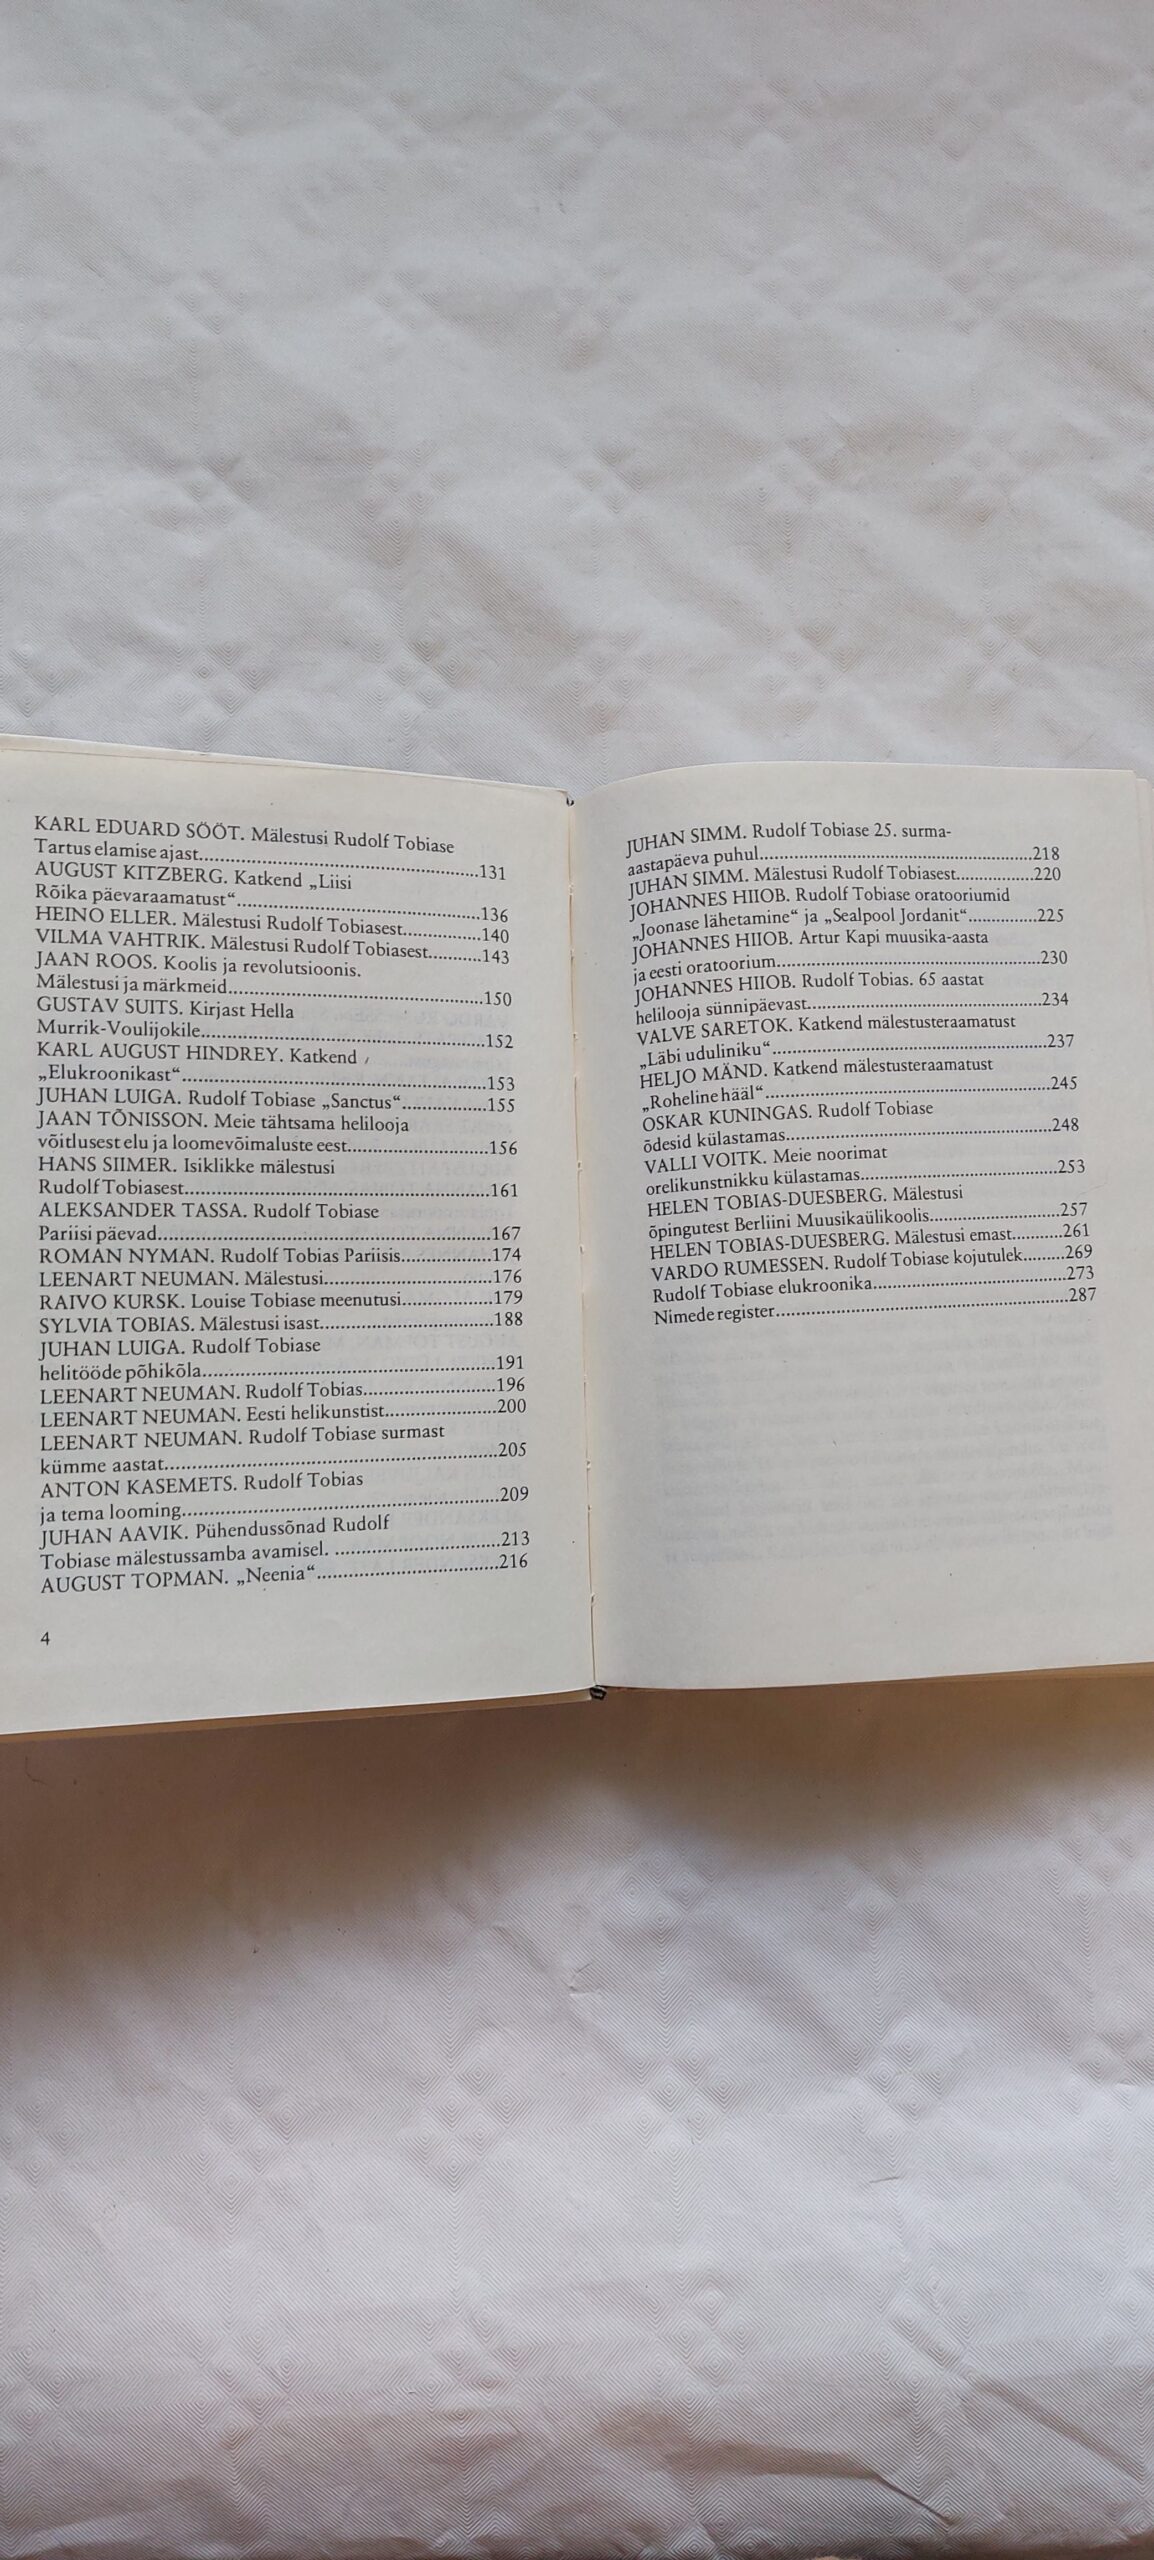 KARL EDUARD SÖÖT. Mälestusi Rudolf Tobiase
Tartus elamise ajast...............................................131
AUGUST KITZBERG. Katkend „Liisi
Rõika päevaraamatust“..........................................136
HEINO ELLER. Mälestusi Rudolf Tobiasest..............140
VILMA VAHTRIK. Mälestusi Rudolf Tobiasest..........143
JAAN ROOS. Koolis ja revolutsioonis.
Mälestusi ja märkmeid...........................................150
GUSTAV SUITS. Kirjast Hella
Murrik-Voulijokile................................................152
KARL AUGUST HINDREY. Katkend
„Elukroonikast“....................................................153
JUHAN LUIGA. Rudolf Tobiase „Sanctus“...............155
JAAN TÕNISSON. Meie tähtsama helilooja
võitlusest elu ja loomevõimaluste eest.......................156
HANS SIIMER. Isiklikke mälestusi
Rudolf Tobiasest...................................................161
ALEKSANDER TASSA. Rudolf Tobiase
Pariisi päevad.......................................................167
ROMAN NYMAN. Rudolf Tobias Pariisis................174
LEENART NEUMAN. Mälestusi.............................176
RAIVO KURSK. Louise Tobiase meenutusi................179
SYLVIA TOBIAS. Mälestusi isast.............................188
JUHAN LUIGA. Rudolf Tobiase
helitööde põhikõla.................................................191
LEENART NEUMAN. Rudolf Tobias.......................196
LEENART NEUMAN. Eesti helikunstist...................200
LEENART NEUMAN. Rudolf Tobiase surmast
kümme aastat.......................................................205
ANTON KASEMETS. Rudolf Tobias
ja tema looming....................................................209
JUHAN AAVIK. Pühendussõnad Rudolf
Tobiase mälestussamba avamisel. ............................213
AUGUST TOPMAN. „Neenia“................................216
4
JUHAN SIMM. Rudolf Tobiase 25. surma-
aastapäeva puhul...................................................218
JUHAN SIMM. Mälestusi Rudolf Tobiasest...............220
JOHANNES HIIOB. Rudolf Tobiase oratooriumid
„Joonase lähetamine“ ja „Sealpool Jordanit“.............225
JOHANNES HIIOB. Artur Kapi muusika-aasta
ja eesti oratoorium.................................................230
JOHANNES HIIOB. Rudolf Tobias. 65 aastat
helilooja sünnipäevast............................................234
VALVE SARETOK. Katkend mälestusteraamatust
„Läbi uduliniku“..................................................237
HELJO MÄND. Katkend mälestusteraamatust
„Roheline hääl“....................................................245
OSKAR KUNINGAS. Rudolf Tobiase
õdesid külastamas..................................................248
VALLI VOITK. Meie noorimat
orelikunstnikku külastamas.....................................253
HELEN TOBIAS-DUESBERG. Mälestusi
õpingutest Berliini Muusikaülikoolis........................257
HELEN TOBIAS-DUESBERG. Mälestusi emast..........261
VARDO RUMESSEN. Rudolf Tobiase kojutulek........269
Rudolf Tobiase elukroonika.....................................273
Nimede register.....................................................287